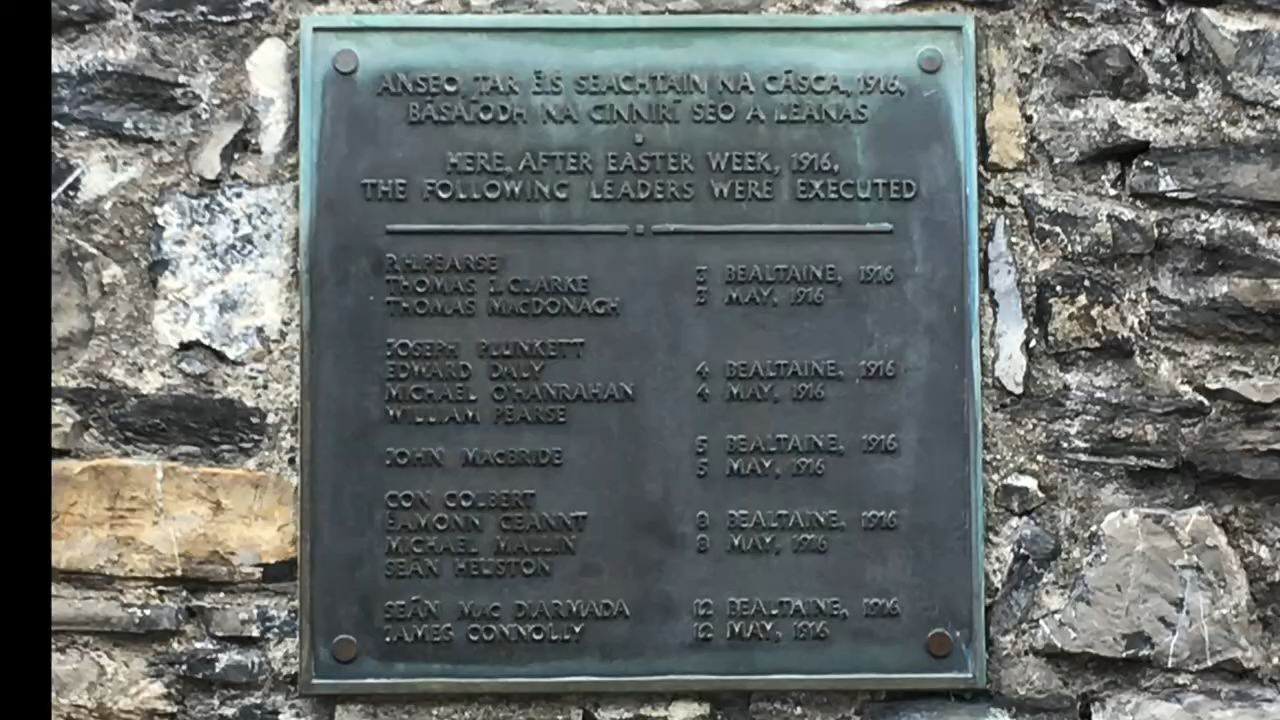 ANSEO, TAR ÉIS SEACHTAIN NA CÁSCA, 1916,
BÁSAÍODH NA CINNIRÍ SEO A LEANAS
HERE, AFTER EASTER WEEK, 1916,
THE FOLLOWING LEADERS WERE EXECUTED
P.H. PEARSE
THOMAS J. CLARKE
THOMAS MACDONAGH
3 BEALTAINE, 1916
3 MAY, 1916
JOSEPH PLUNKETT
EDWARD DALY
MICHAEL O'HANRAHAN
WILLIAM PEARSE
4 BEALTAINE, 1916
4 MAY, 1916
JOHN MACBRIDE
5 BEALTAINE, 1916
5 MAY, 1916
CON COLBERT
EAMONN CEANNT
MICHAEL MALLIN
SEAN HEUSTON
8 BEALTAINE, 1916
8 MAY, 1916
SEÁN MAC DIARMADA
JAMES CONNOLLY
12 BEALTAINE, 1916
12 MAY, 1916